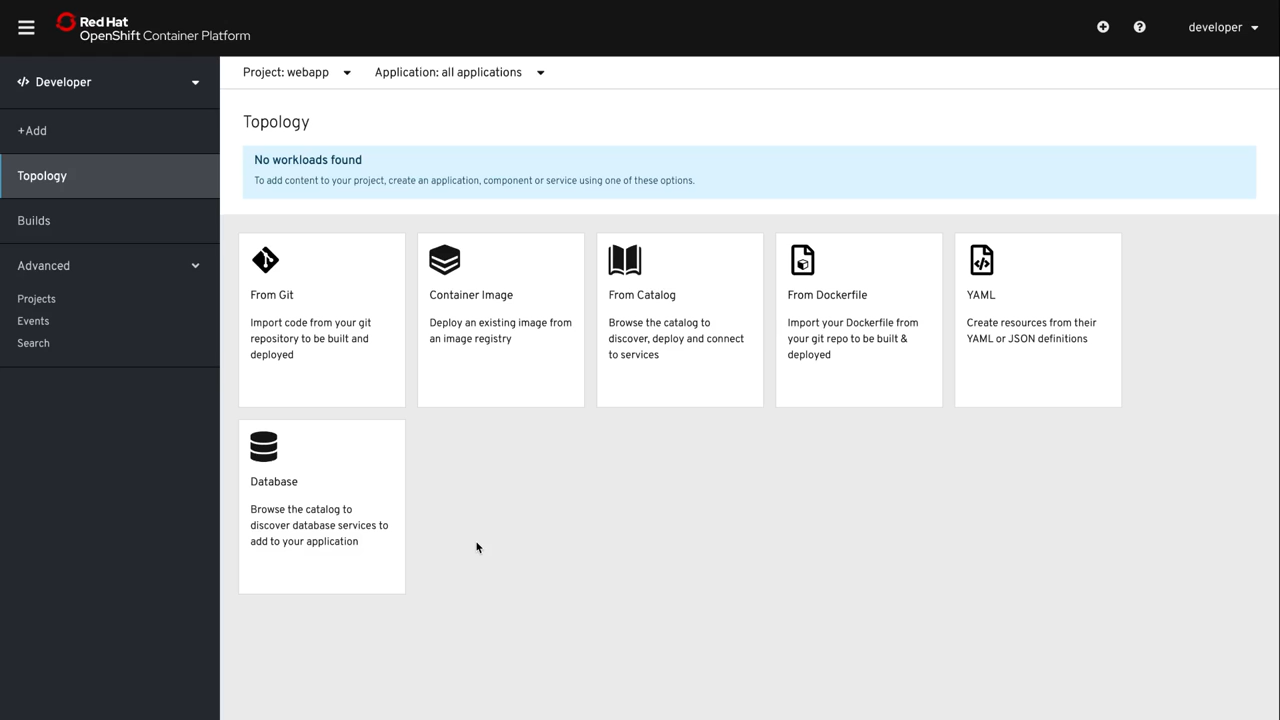 Red Hat
OpenShift Container Platform
developer
Developer
Project: webapp
Application: all applications
+Add
Topology
Builds
Advanced
Projects
Events
Search
Topology
No workloads found
To add content to your project, create an application, component or service using one of these options.
From Git
Import code from your git
repository to be built and
deployed
Container Image
Deploy an existing image from
an image registry
From Catalog
Browse the catalog to
discover, deploy and connect
to services
From Dockerfile
Import your Dockerfile from
your git repo to be built &
deployed
YAML
Create resources from their
YAML or JSON definitions
Database
Browse the catalog to
discover database services to
add to your application